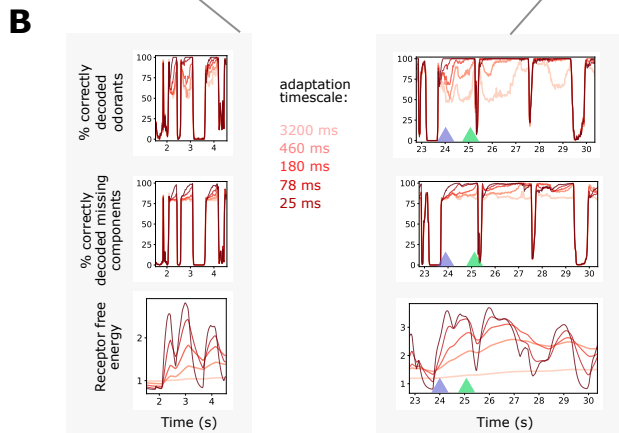 B
% correctly
decoded
odorants
100
75
50
25
0
2 3 4
100
75
50
25
0
23 24 25 26 27 28 29 30
adaptation
timescale:
3200 ms
460 ms
180 ms
78 ms
25 ms
% correctly
decoded missing
components
100
75
50
25
0
2 3 4
100
75
50
25
0
23 24 25 26 27 28 29 30
Receptor free
energy
2
1
2 3 4
3
2
1
23 24 25 26 27 28 29 30
Time (s)
Time (s)